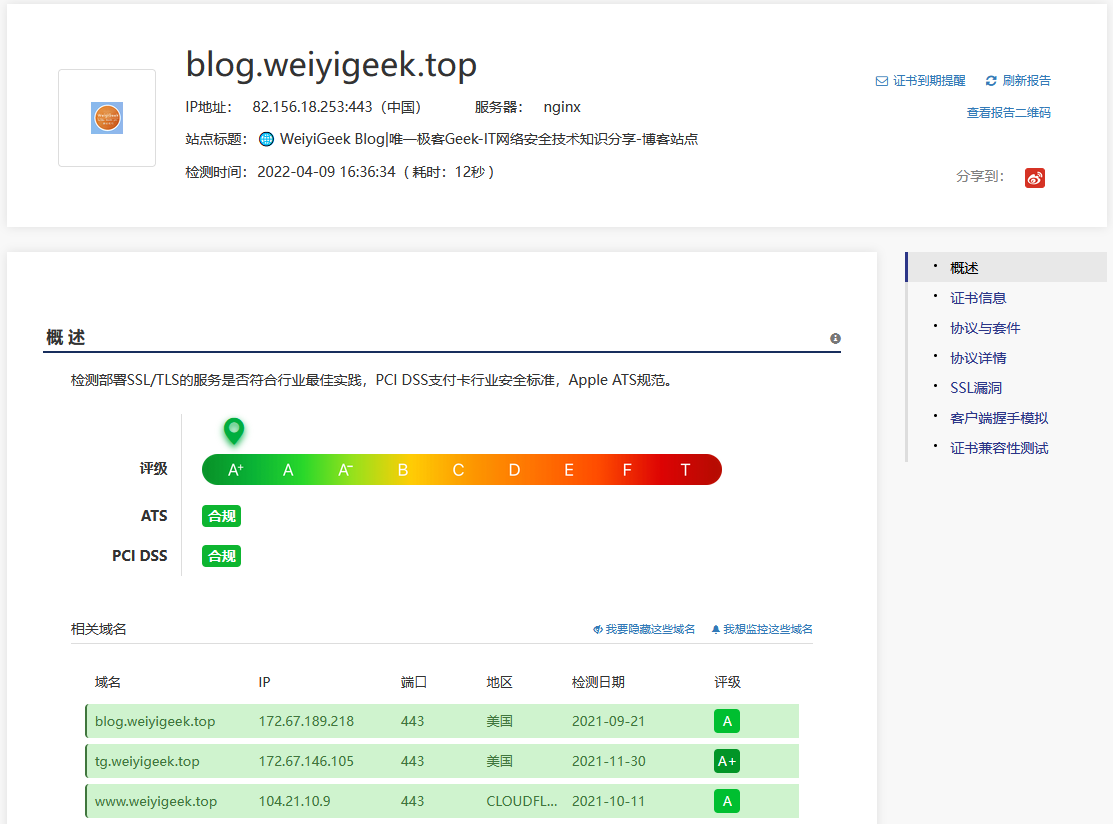 blog.weiyigeek.top
IP地址： 82.156.18.253:443（中国） 服务器： nginx
站点标题： WeiyiGeek Blog|唯一极客Geek-IT网络安全技术知识分享-博客站点
检测时间： 2022-04-09 16:36:34 ( 耗时：12秒 )
证书到期提醒 刷新报告
查看报告二维码
分享到：
概 述
检测部署SSL/TLS的服务是否符合行业最佳实践，PCI DSS支付卡行业安全标准，Apple ATS规范。
评级 A+ A A- B C D E F T
ATS 合规
PCI DSS 合规
相关域名 我要隐藏这些域名 我想监控这些域名
域名 IP 端口 地区 检测日期 评级
blog.weiyigeek.top 172.67.189.218 443 美国 2021-09-21 A
tg.weiyigeek.top 172.67.146.105 443 美国 2021-11-30 A+
www.weiyigeek.top 104.21.10.9 443 CLOUDFL... 2021-10-11 A
· 概述
· 证书信息
· 协议与套件
· 协议详情
· SSL漏洞
· 客户端握手模拟
· 证书兼容性测试